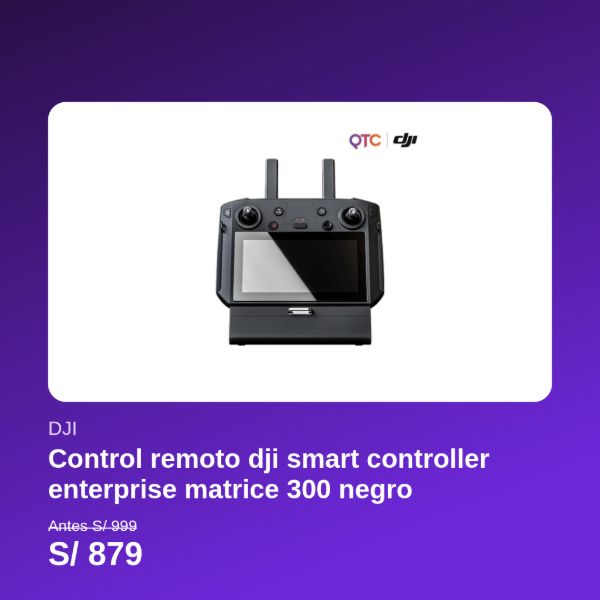 QTC | dji
DJI
Control remoto dji smart controller
enterprise matrice 300 negro
Antes S/ 999
S/ 879